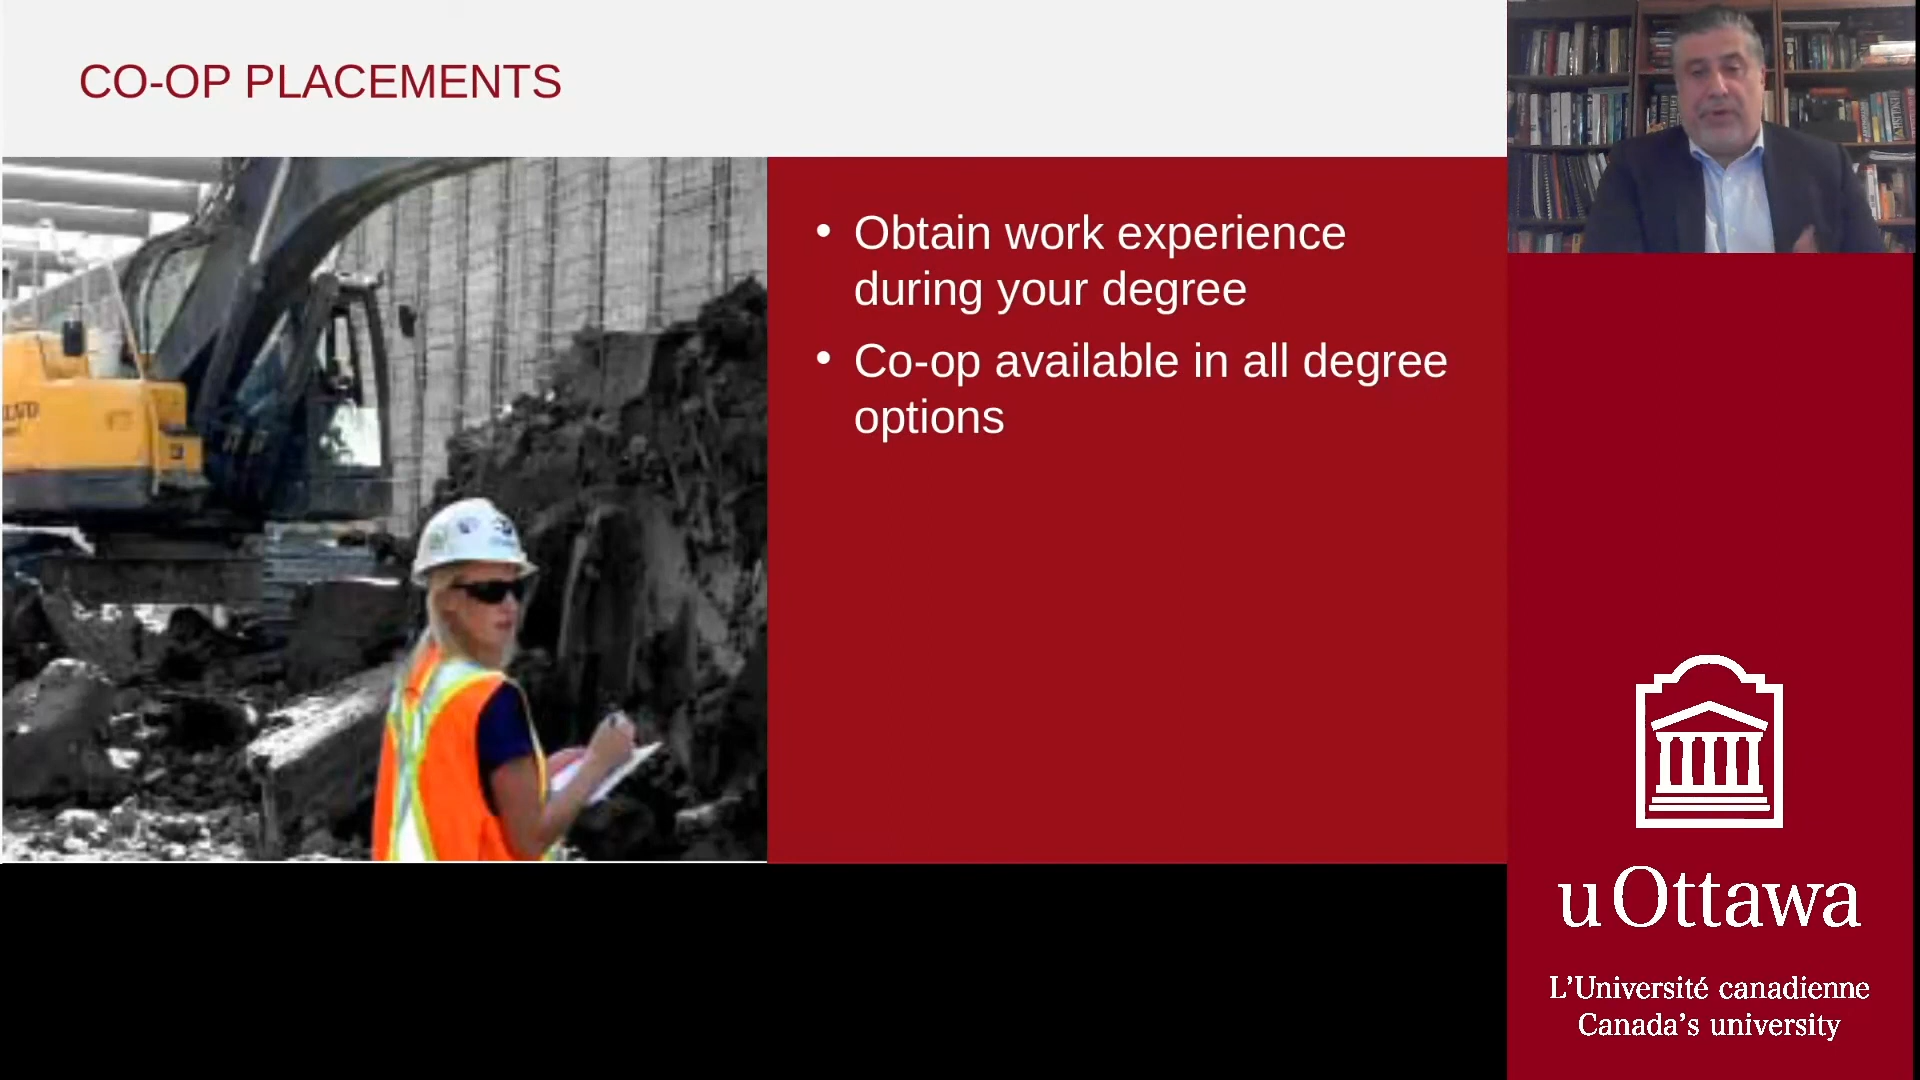 CO-OP PLACEMENTS
• Obtain work experience
during your degree
• Co-op available in all degree
options
uOttawa
L’Université canadienne
Canada’s university